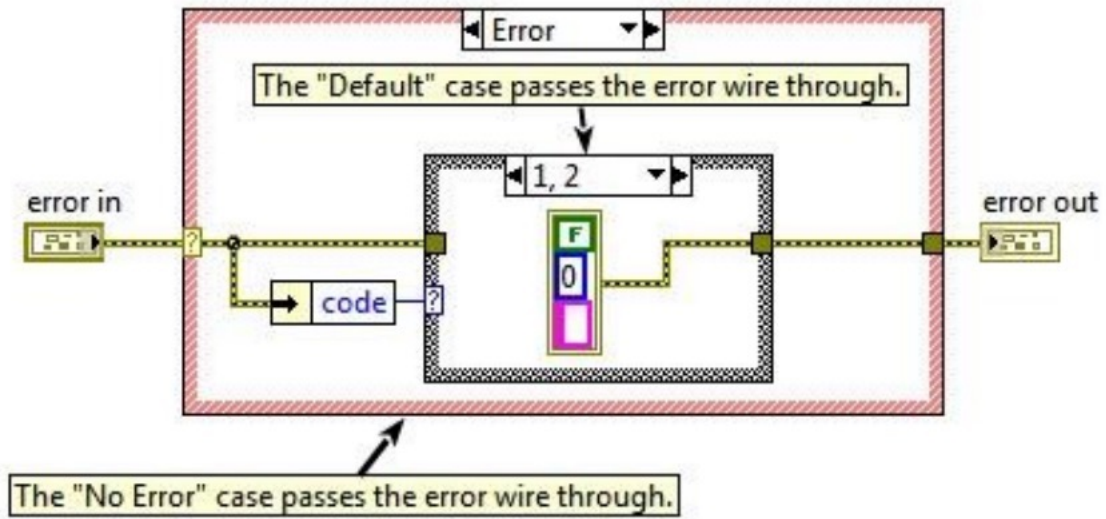 Error
The "Default" case passes the error wire through.
1, 2
error in
error out
?
F
0
code
?
The "No Error" case passes the error wire through.